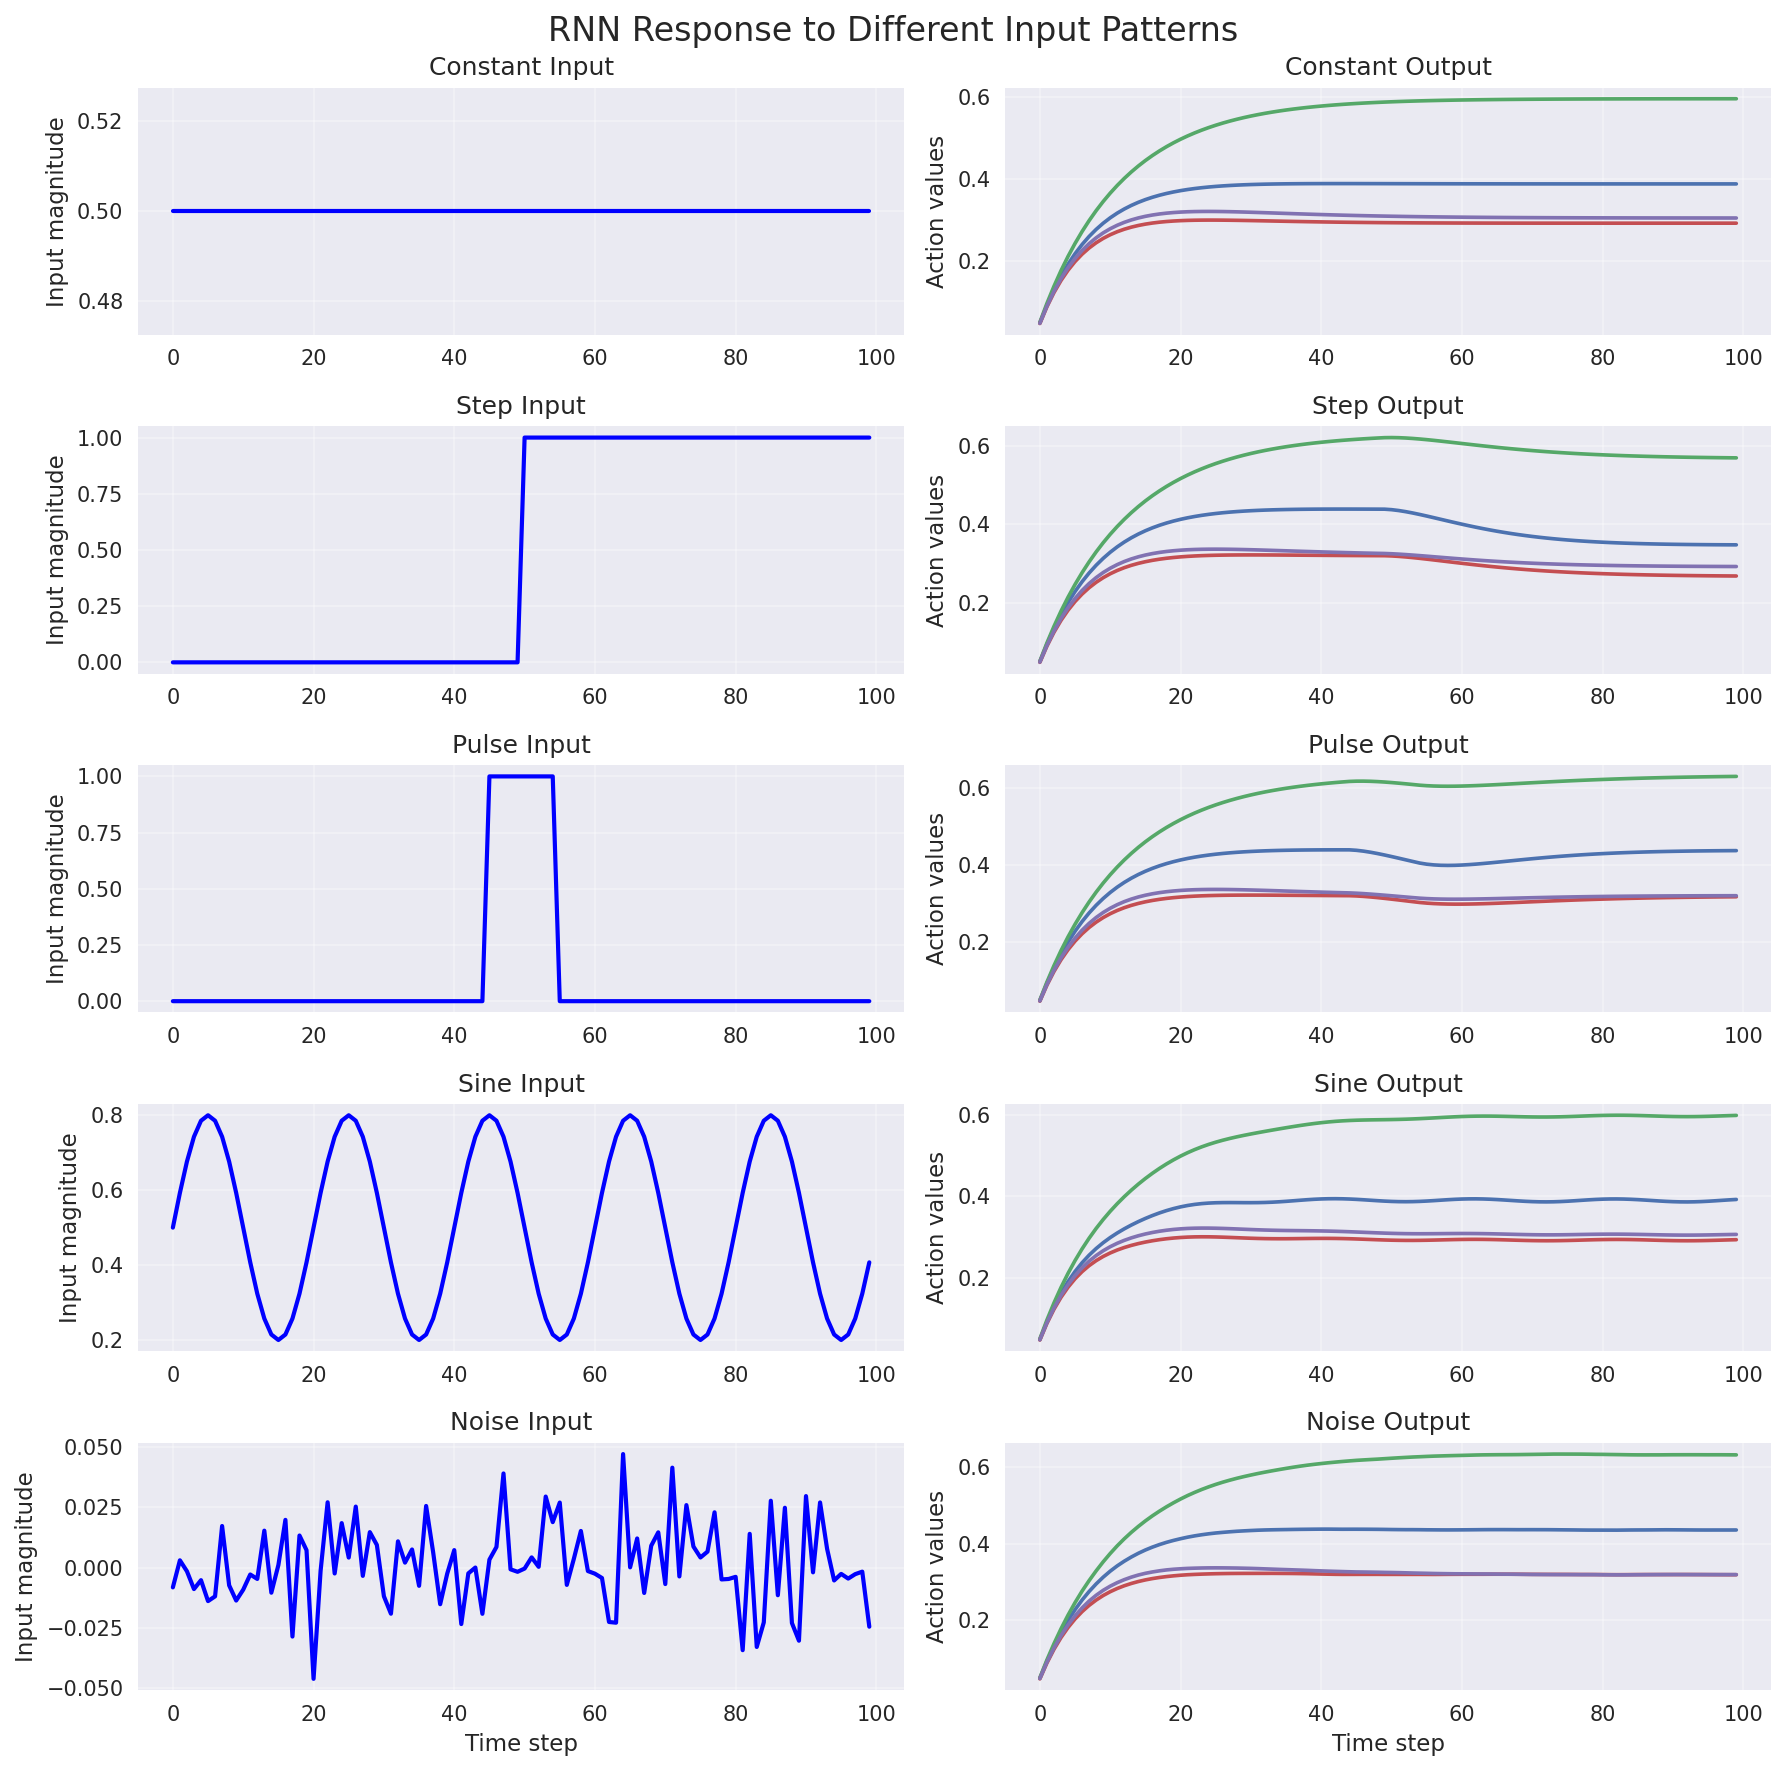 RNN Response to Different Input Patterns
Constant Input
Input magnitude
0.52
0.50
0.48
0 20 40 60 80 100
Constant Output
Action values
0.6
0.4
0.2
0 20 40 60 80 100
Step Input
Input magnitude
1.00
0.75
0.50
0.25
0.00
0 20 40 60 80 100
Step Output
Action values
0.6
0.4
0.2
0 20 40 60 80 100
Pulse Input
Input magnitude
1.00
0.75
0.50
0.25
0.00
0 20 40 60 80 100
Pulse Output
Action values
0.6
0.4
0.2
0 20 40 60 80 100
Sine Input
Input magnitude
0.8
0.6
0.4
0.2
0 20 40 60 80 100
Sine Output
Action values
0.6
0.4
0.2
0 20 40 60 80 100
Noise Input
Input magnitude
0.050
0.025
0.000
−0.025
−0.050
0 20 40 60 80 100
Time step
Noise Output
Action values
0.6
0.4
0.2
0 20 40 60 80 100
Time step